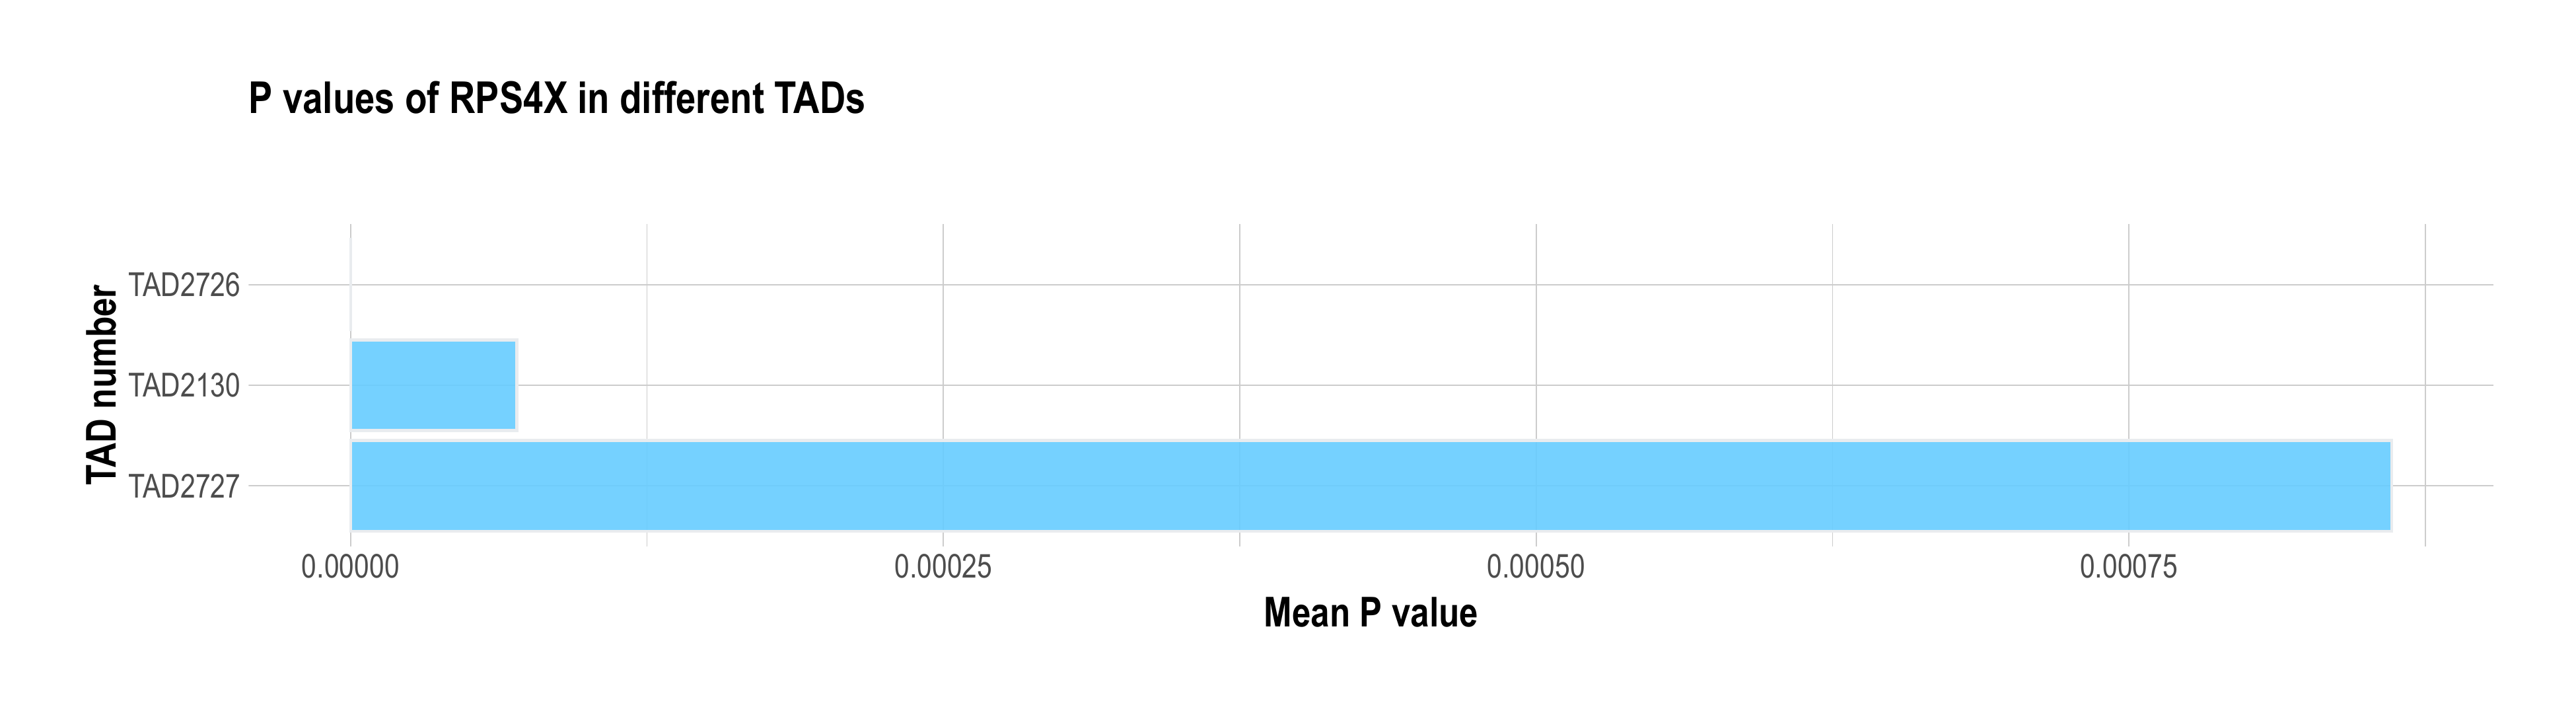 P values of RPS4X in different TADs
TAD number
TAD2726
TAD2130
TAD2727
0.00000 0.00025 0.00050 0.00075
Mean P value